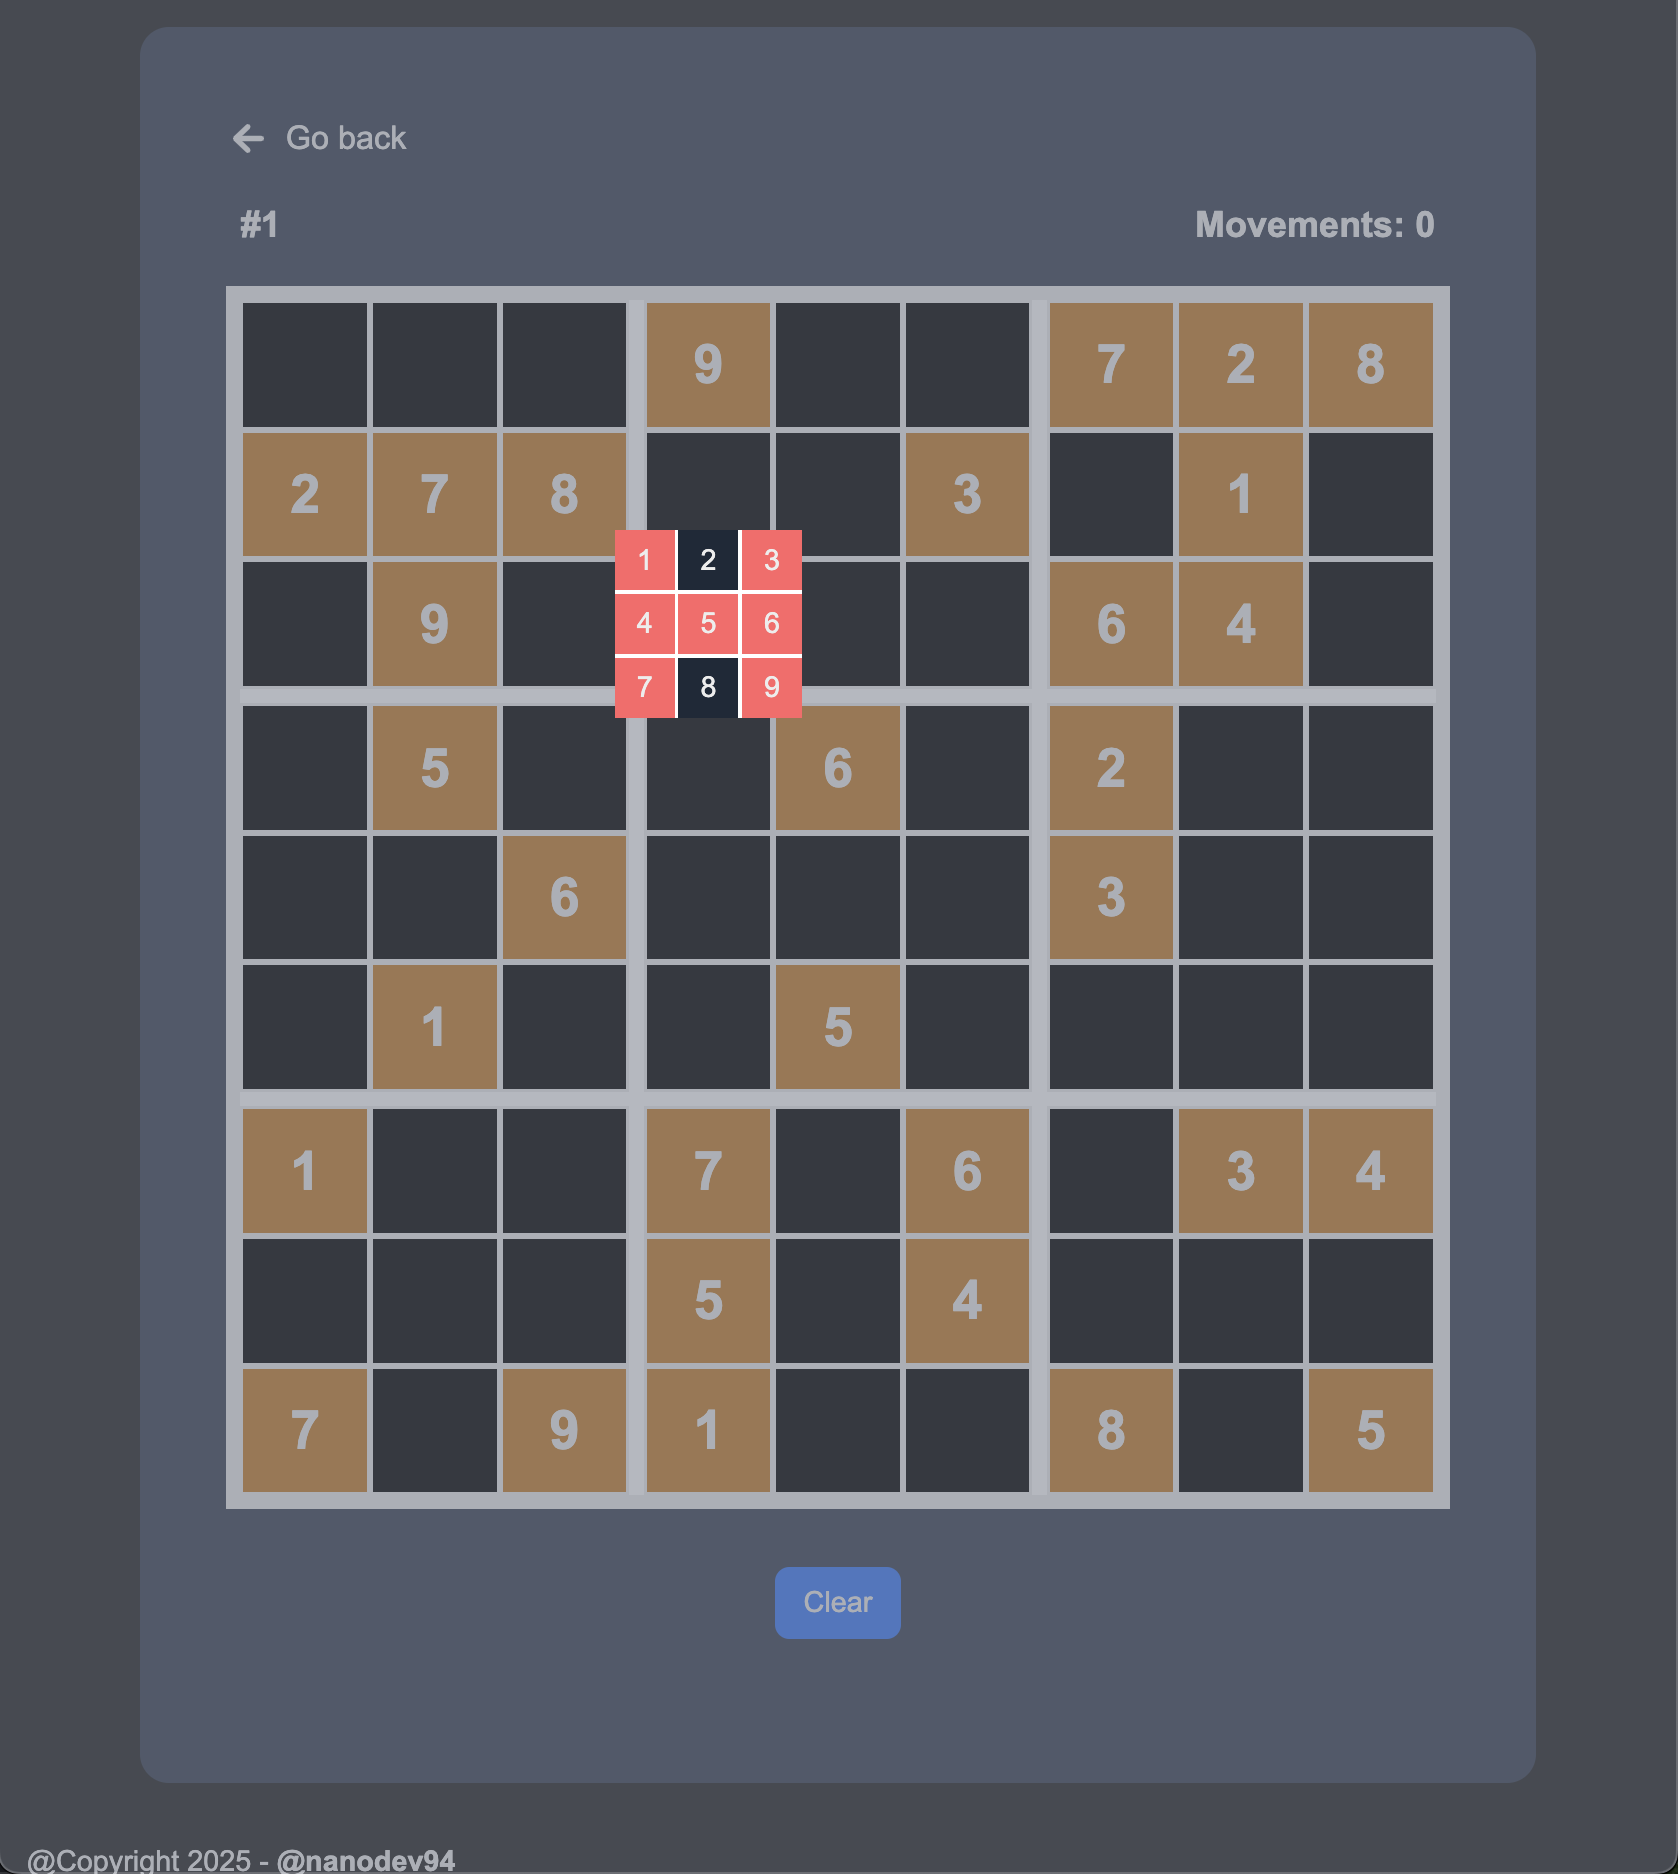 Go back
#1 Movements: 0
9 7 2 8
2 7 8 3 1
1 2 3
9 4 5 6 6 4
7 8 9
5 6 2
6 3
1 5
1 7 6 3 4
5 4
7 9 1 8 5
Clear
@Copyright 2025 - @nanodev94